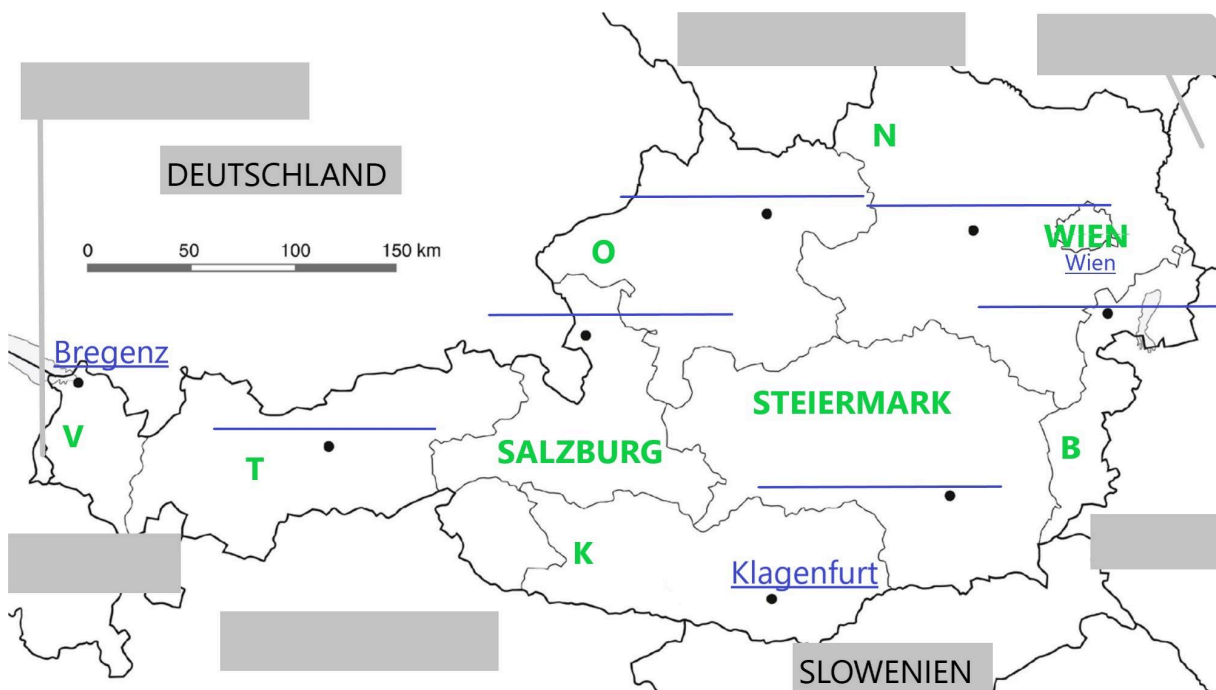 N
DEUTSCHLAND
O
WIEN
Wien
0 50 100 150 km
Bregenz
STEIERMARK
V
T
SALZBURG
B
K
Klagenfurt
SLOWENIEN